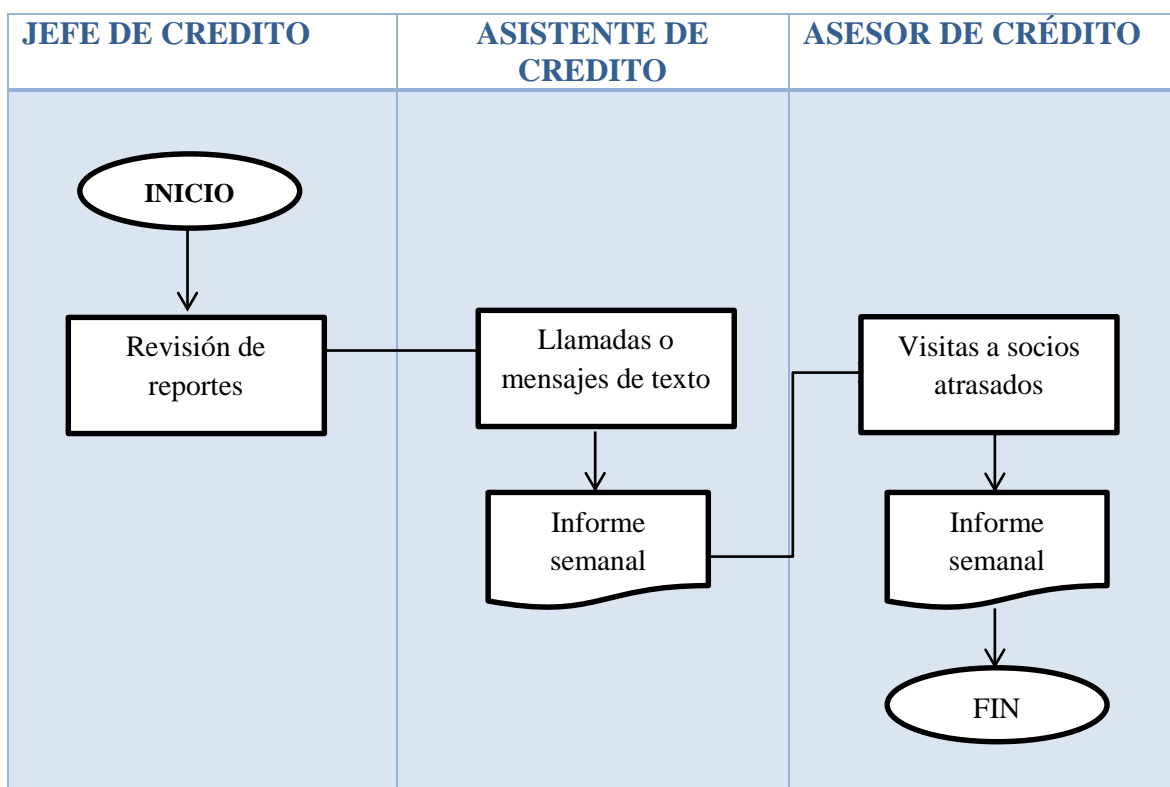 JEFE DE CREDITO
ASISTENTE DE
CREDITO
ASESOR DE CRÉDITO
INICIO
Revisión de
reportes
Llamadas o
mensajes de texto
Visitas a socios
atrasados
Informe
semanal
Informe
semanal
FIN